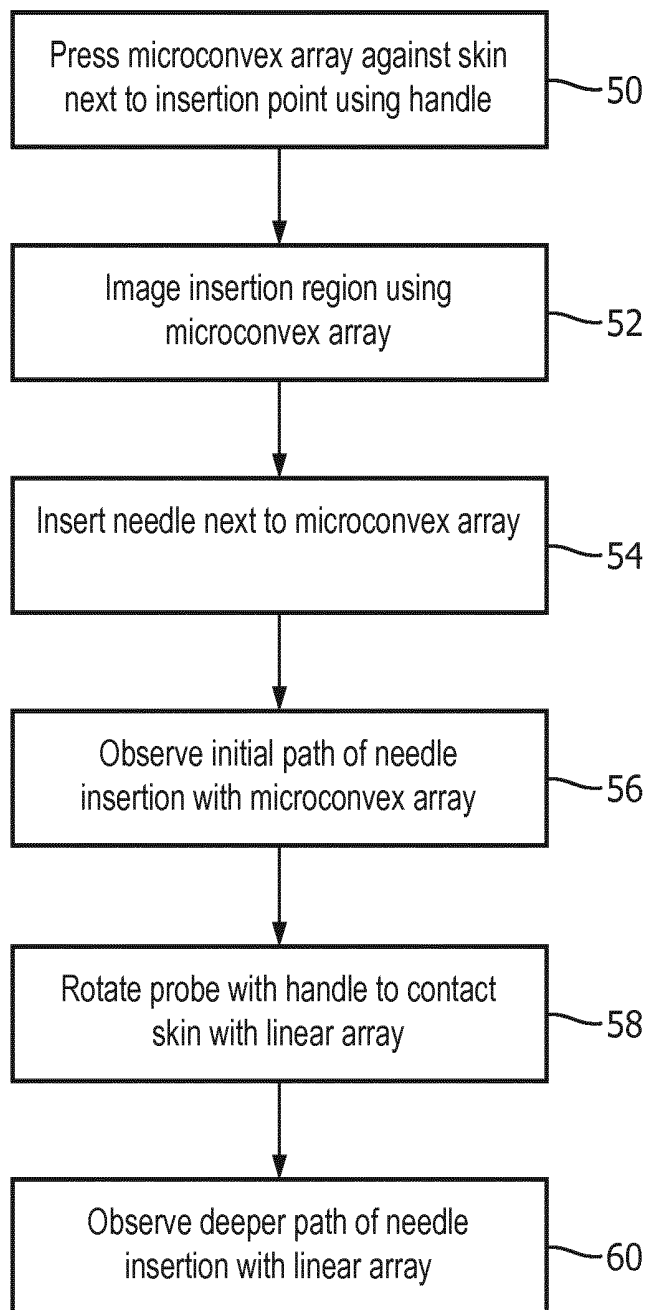 Press microconvex array against skin
next to insertion point using handle
50
Image insertion region using
microconvex array
52
Insert needle next to microconvex array
54
Observe initial path of needle
insertion with microconvex array
56
Rotate probe with handle to contact
skin with linear array
58
Observe deeper path of needle
insertion with linear array
60